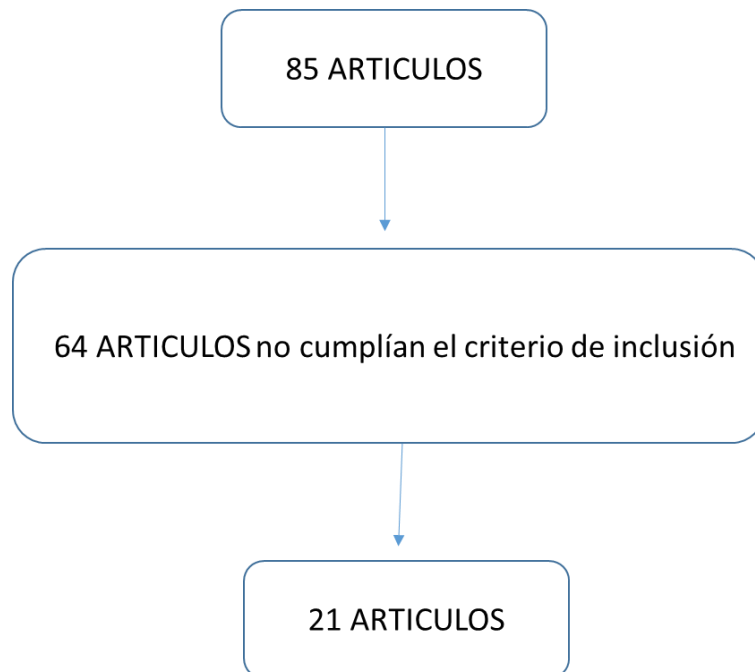 85 ARTICULOS
64 ARTICULOS no cumplían el criterio de inclusión
21 ARTICULOS